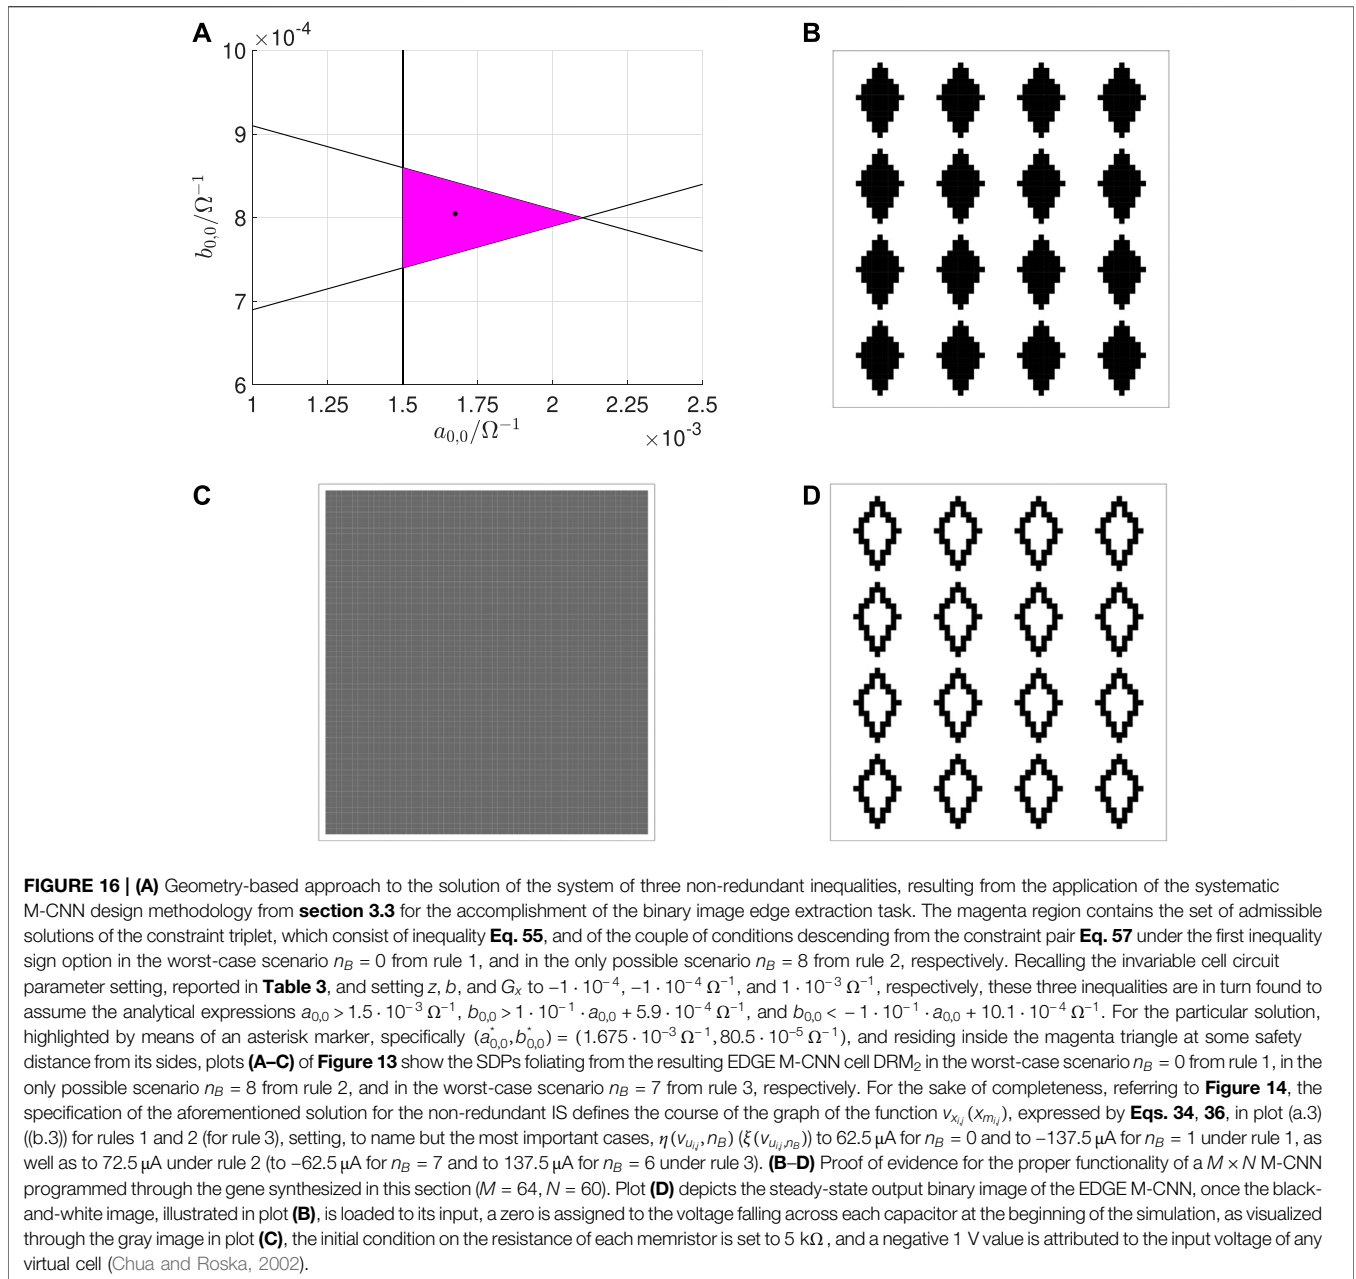 A
×10⁻⁴
10
9
8
7
6
b₀,₀/Ω⁻¹
1 1.25 1.5 1.75 2 2.25 2.5
a₀,₀/Ω⁻¹
×10⁻³
B
C
D
FIGURE 16 | (A) Geometry-based approach to the solution of the system of three non-redundant inequalities, resulting from the application of the systematic
M-CNN design methodology from section 3.3 for the accomplishment of the binary image edge extraction task. The magenta region contains the set of admissible
solutions of the constraint triplet, which consist of inequality Eq. 55, and of the couple of conditions descending from the constraint pair Eq. 57 under the first inequality
sign option in the worst-case scenario n_B = 0 from rule 1, and in the only possible scenario n_B = 8 from rule 2, respectively. Recalling the invariable cell circuit
parameter setting, reported in Table 3, and setting z, b, and G_x to −1 · 10⁻⁴, −1 · 10⁻⁴ Ω⁻¹, and 1 · 10⁻³ Ω⁻¹, respectively, these three inequalities are in turn found to
assume the analytical expressions a₀,₀ > 1.5 · 10⁻³ Ω⁻¹, b₀,₀ > 1 · 10⁻¹ · a₀,₀ + 5.9 · 10⁻⁴ Ω⁻¹, and b₀,₀ < − 1 · 10⁻¹ · a₀,₀ + 10.1 · 10⁻⁴ Ω⁻¹. For the particular solution,
highlighted by means of an asterisk marker, specifically (a*₀,₀, b*₀,₀) = (1.675 · 10⁻³ Ω⁻¹, 80.5 · 10⁻⁵ Ω⁻¹), and residing inside the magenta triangle at some safety
distance from its sides, plots (A–C) of Figure 13 show the SDPs foliating from the resulting EDGE M-CNN cell DRM₂ in the worst-case scenario n_B = 0 from rule 1, in the
only possible scenario n_B = 8 from rule 2, and in the worst-case scenario n_B = 7 from rule 3, respectively. For the sake of completeness, referring to Figure 14, the
specification of the aforementioned solution for the non-redundant IS defines the course of the graph of the function v_{x_{i,j}}(x_{m_{i,j}}), expressed by Eqs. 34, 36, in plot (a.3)
((b.3)) for rules 1 and 2 (for rule 3), setting, to name but the most important cases, η(v_{u_{i,j}}, n_B) (ξ(v_{u_{i,j},n_B})) to 62.5 μA for n_B = 0 and to −137.5 μA for n_B = 1 under rule 1, as
well as to 72.5 μA under rule 2 (to −62.5 μA for n_B = 7 and to 137.5 μA for n_B = 6 under rule 3). (B–D) Proof of evidence for the proper functionality of a M × N M-CNN
programmed through the gene synthesized in this section (M = 64, N = 60). Plot (D) depicts the steady-state output binary image of the EDGE M-CNN, once the black-
and-white image, illustrated in plot (B), is loaded to its input, a zero is assigned to the voltage falling across each capacitor at the beginning of the simulation, as visualized
through the gray image in plot (C), the initial condition on the resistance of each memristor is set to 5 kΩ, and a negative 1 V value is attributed to the input voltage of any
virtual cell (Chua and Roska, 2002).